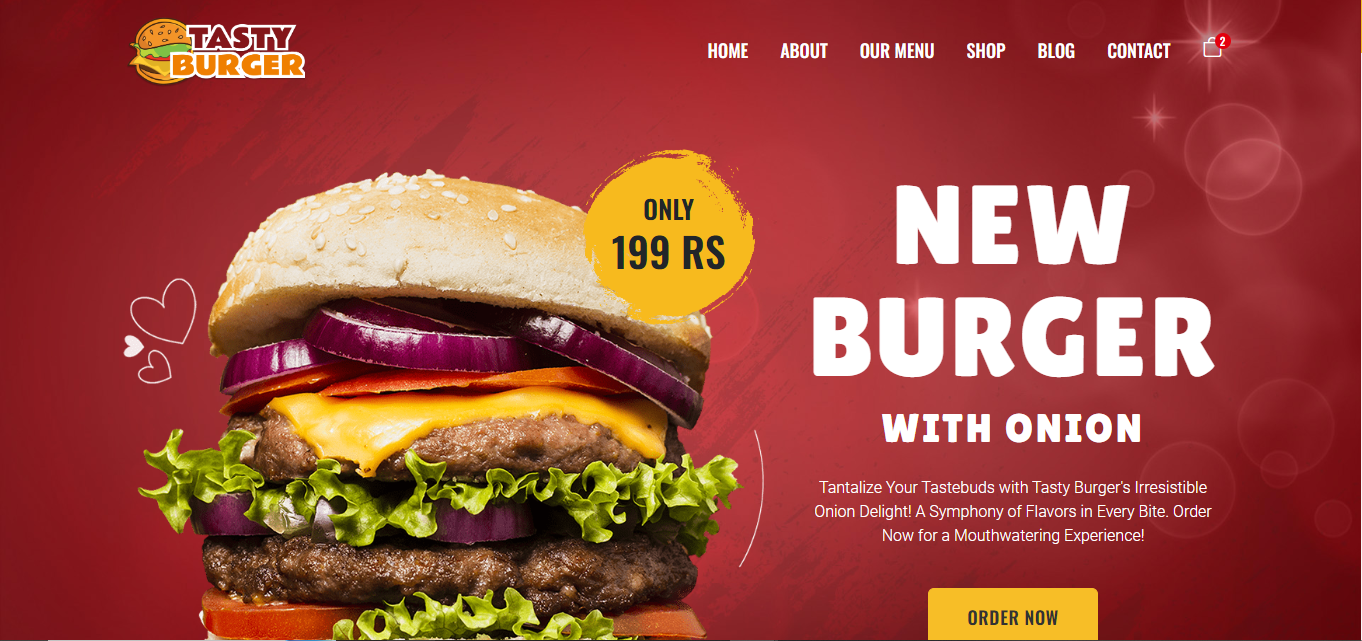 TASTY
BURGER
HOME ABOUT OUR MENU SHOP BLOG CONTACT 2
ONLY
199 RS
NEW
BURGER
WITH ONION
Tantalize Your Tastebuds with Tasty Burger's Irresistible
Onion Delight! A Symphony of Flavors in Every Bite. Order
Now for a Mouthwatering Experience!
ORDER NOW